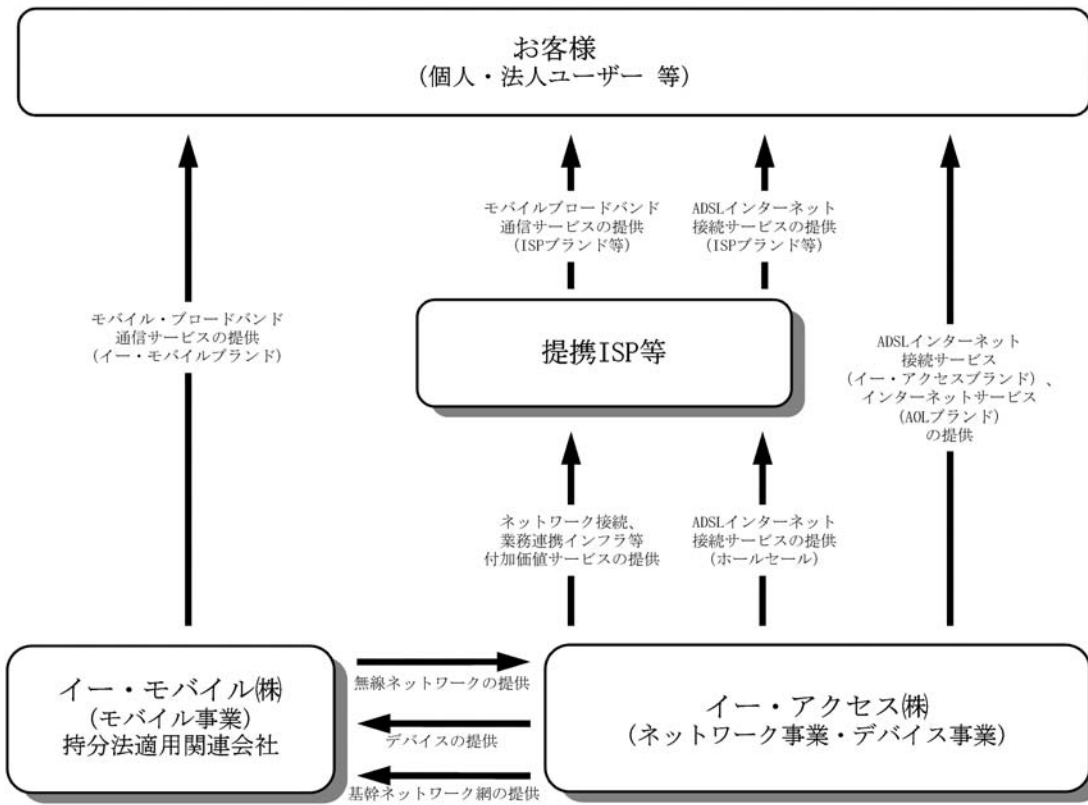 お客様
（個人・法人ユーザー 等）
モバイルブロードバンド
通信サービスの提供
（ISPブランド等）
ADSLインターネット
接続サービスの提供
（ISPブランド等）
モバイル・ブロードバンド
通信サービスの提供
（イー・モバイルブランド）
提携ISP等
ADSLインターネット
接続サービス
（イー・アクセスブランド）、
インターネットサービス
（AOLブランド）
の提供
ネットワーク接続、
業務連携インフラ等
付加価値サービスの提供
ADSLインターネット
接続サービスの提供
（ホールセール）
イー・モバイル㈱
（モバイル事業）
持分法適用関連会社
無線ネットワークの提供
デバイスの提供
基幹ネットワーク網の提供
イー・アクセス㈱
（ネットワーク事業・デバイス事業）